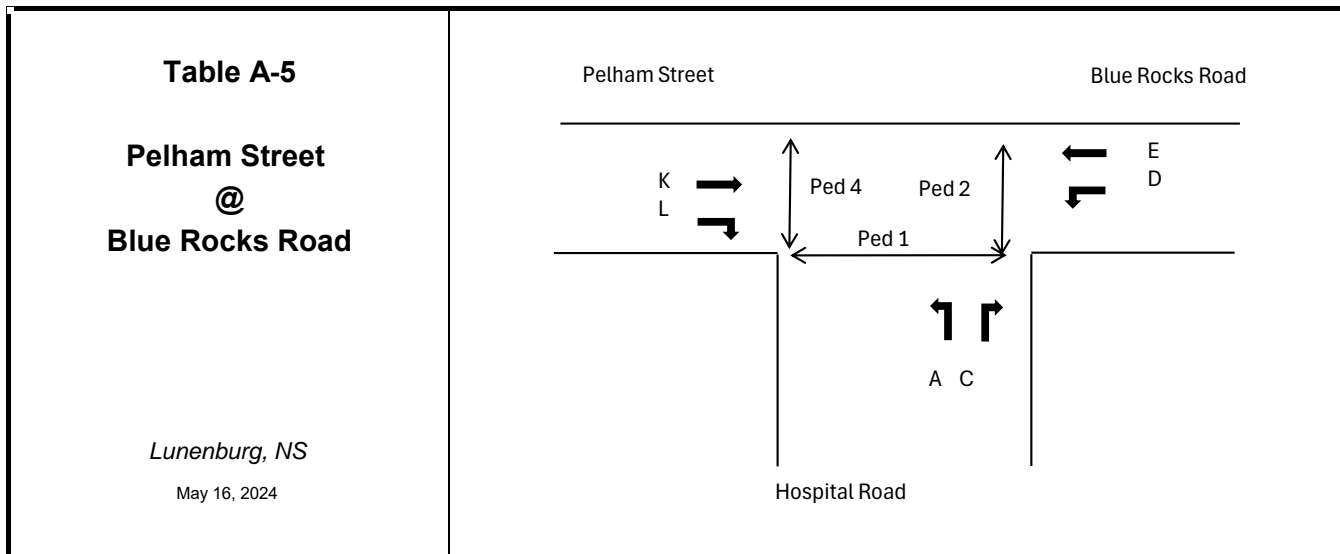 Table A-5
Pelham Street
@
Blue Rocks Road
Lunenburg, NS
May 16, 2024
Pelham Street
Blue Rocks Road
K
L
Ped 4
Ped 2
E
D
Ped 1
A C
Hospital Road